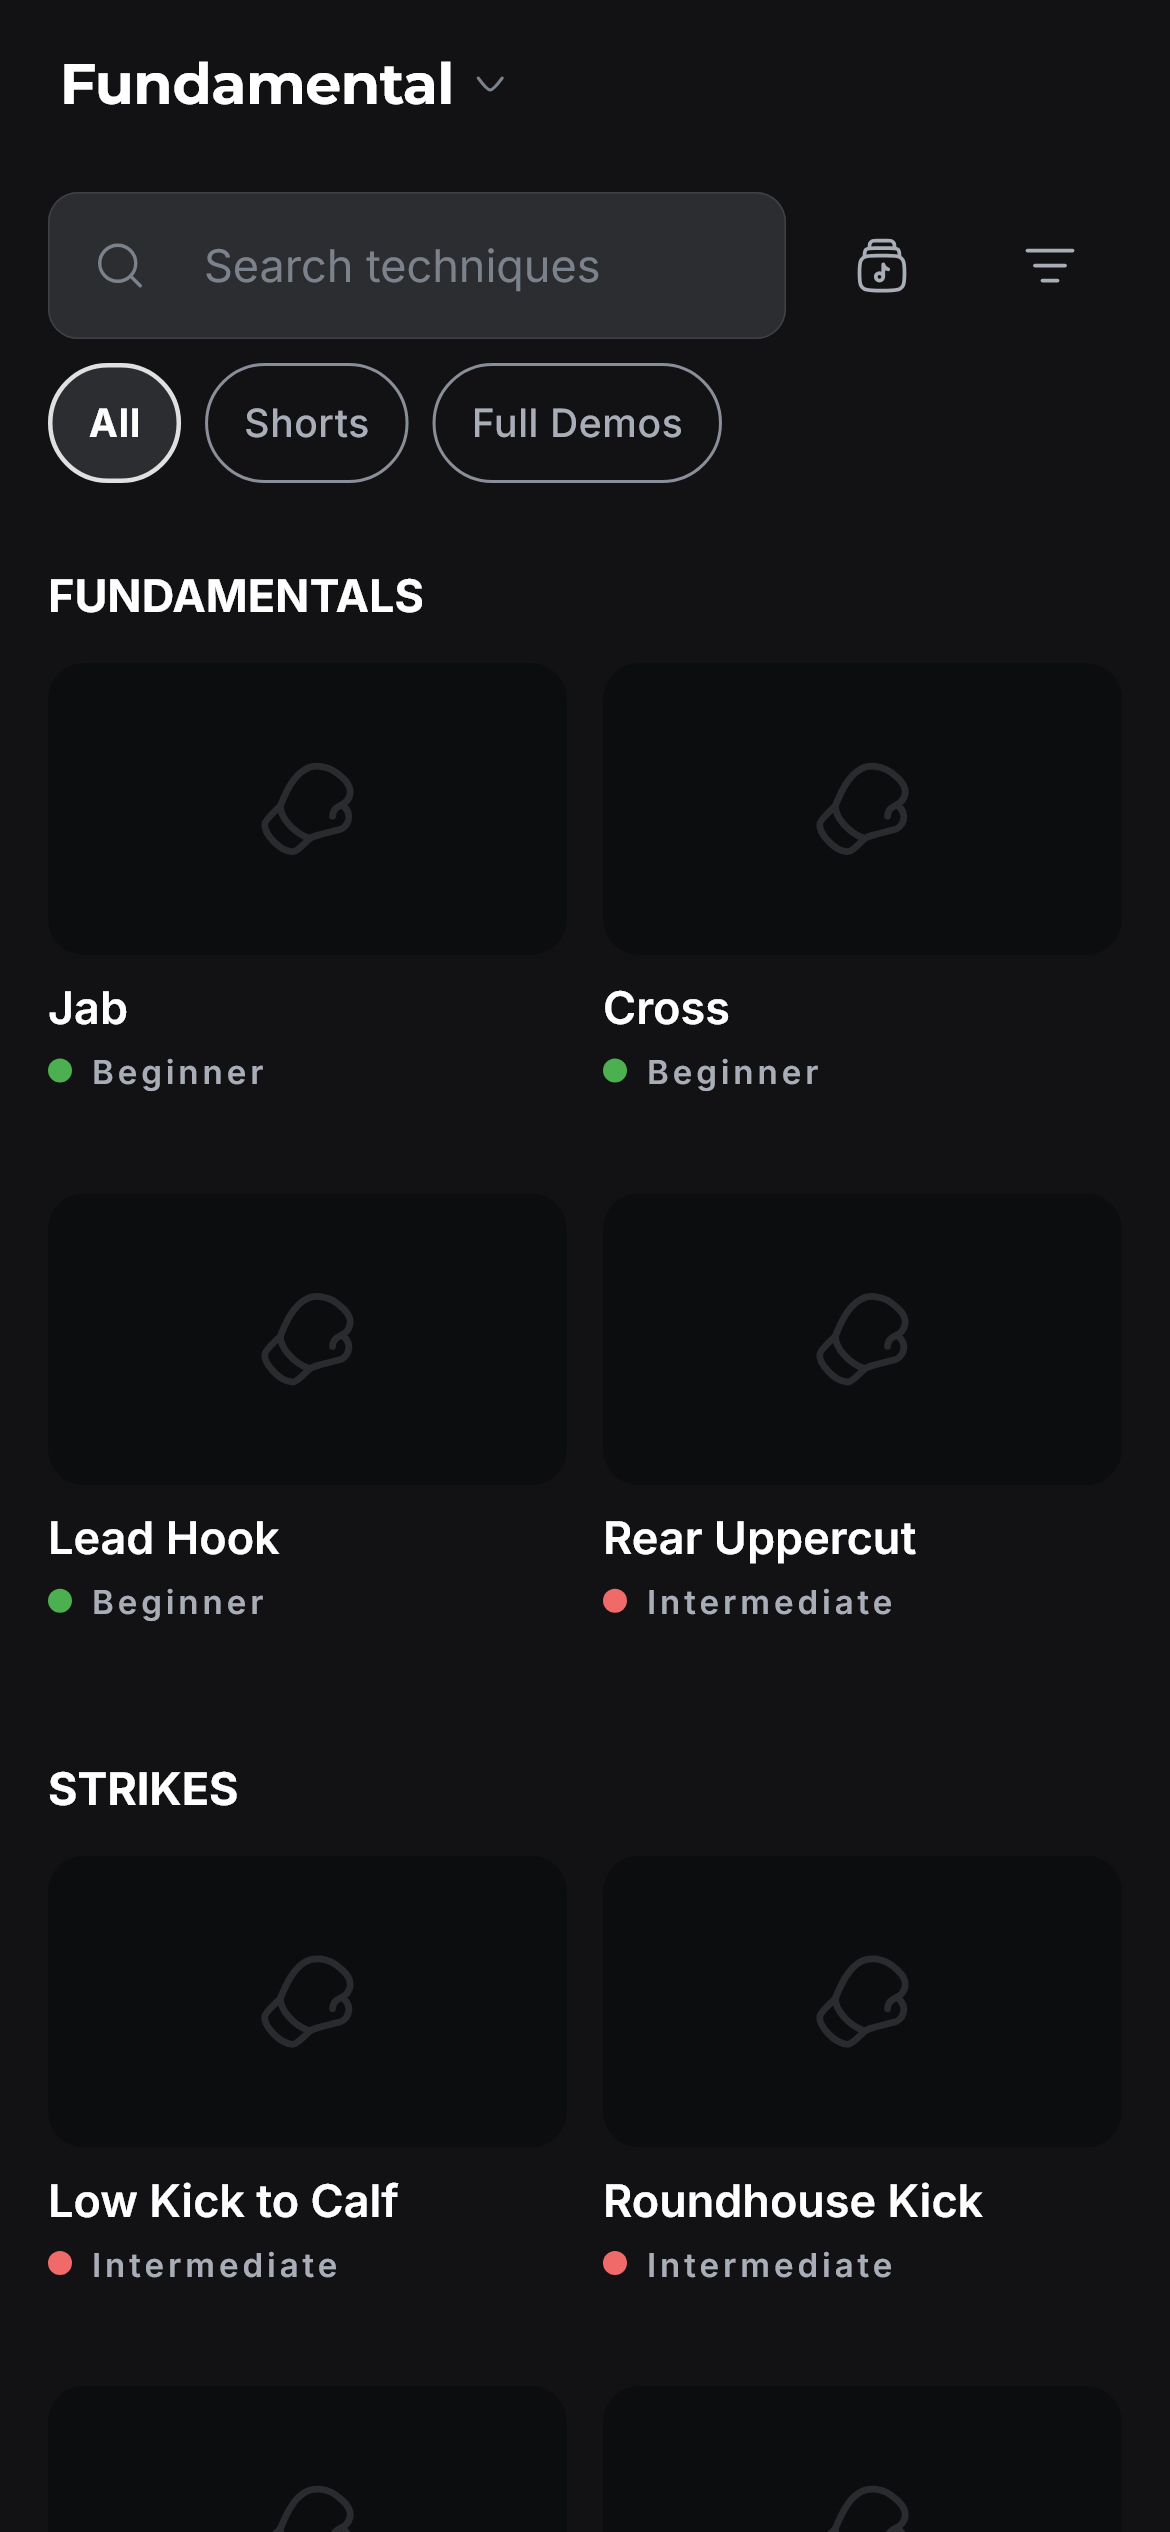 Fundamental
Search techniques
All
Shorts
Full Demos
FUNDAMENTALS
Jab
Cross
Beginner
Beginner
Lead Hook
Rear Uppercut
Beginner
Intermediate
STRIKES
Low Kick to Calf
Roundhouse Kick
Intermediate
Intermediate